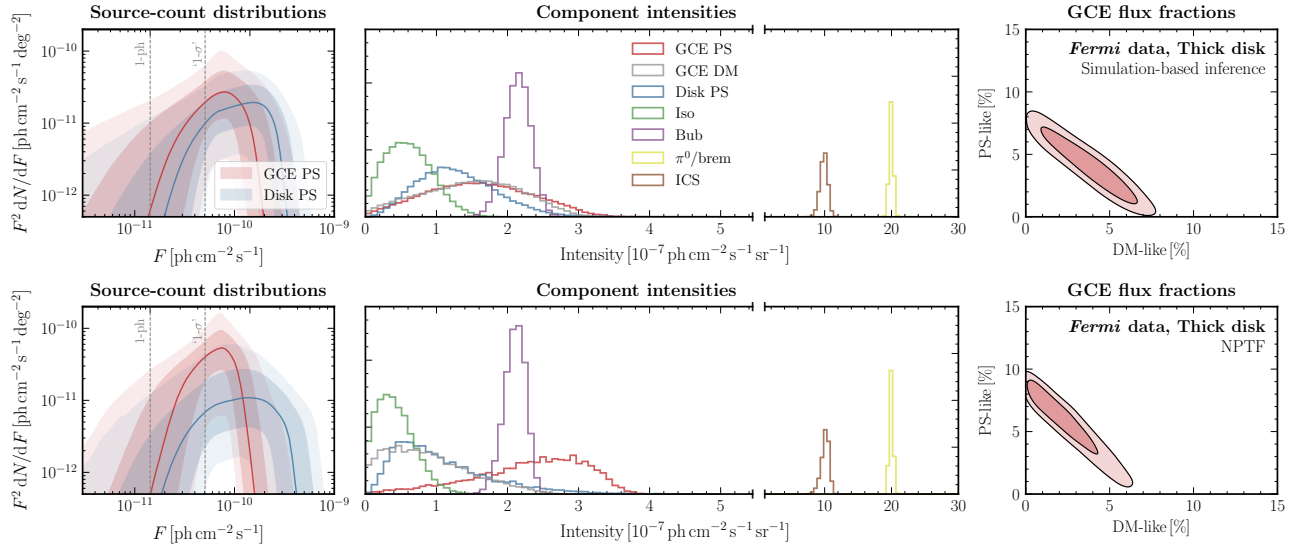 Source-count distributions
Component intensities
GCE flux fractions
F² dN/dF [ph cm⁻² s⁻¹ deg⁻²]
10⁻¹⁰
10⁻¹¹
10⁻¹²
1-ph
'1-σ'
GCE PS
Disk PS
10⁻¹¹ 10⁻¹⁰ 10⁻⁹
F [ph cm⁻² s⁻¹]
GCE PS
GCE DM
Disk PS
Iso
Bub
π⁰/brem
ICS
0 1 2 3 4 5 10 20 30
Intensity [10⁻⁷ ph cm⁻² s⁻¹ sr⁻¹]
PS-like [%]
15
10
5
0
Fermi data, Thick disk
Simulation-based inference
0 5 10 15
DM-like [%]
Source-count distributions
Component intensities
GCE flux fractions
F² dN/dF [ph cm⁻² s⁻¹ deg⁻²]
10⁻¹⁰
10⁻¹¹
10⁻¹²
1-ph
'1-σ'
10⁻¹¹ 10⁻¹⁰ 10⁻⁹
F [ph cm⁻² s⁻¹]
0 1 2 3 4 5 10 20 30
Intensity [10⁻⁷ ph cm⁻² s⁻¹ sr⁻¹]
PS-like [%]
15
10
5
0
Fermi data, Thick disk
NPTF
0 5 10 15
DM-like [%]